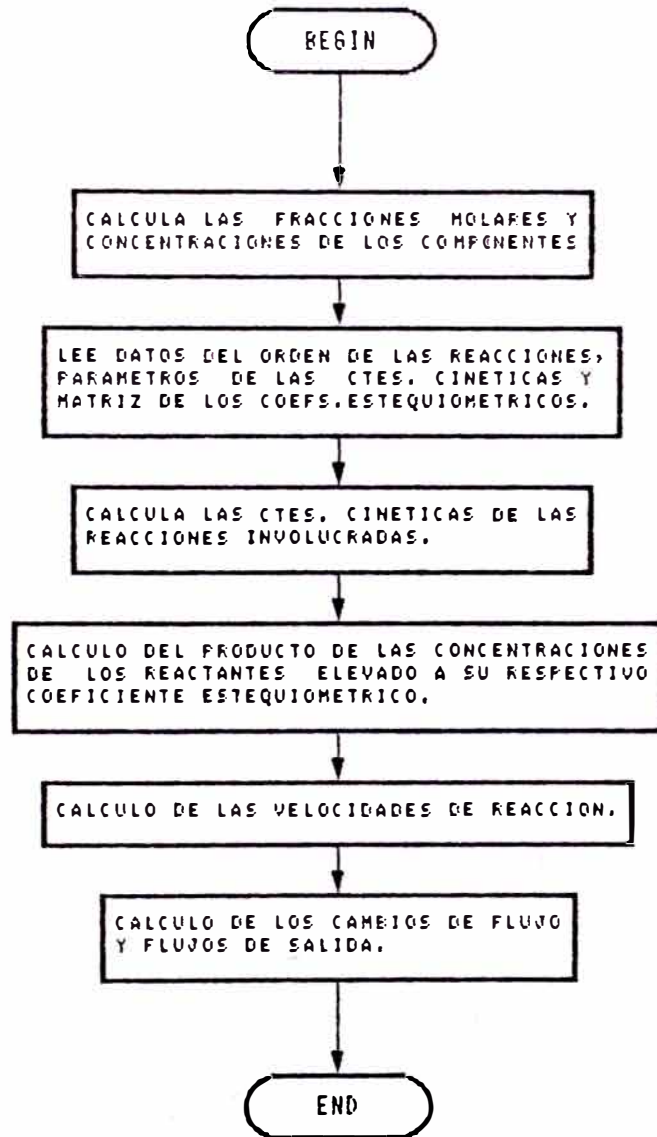 BEGIN
CALCULA LAS FRACCIONES MOLARES Y
CONCENTRACIONES DE LOS COMPONENTES
LEE DATOS DEL ORDEN DE LAS REACCIONES,
PARAMETROS DE LAS CTES. CINETICAS Y
MATRIZ DE LOS COEFS.ESTEQUIOMETRICOS.
CALCULA LAS CTES. CINETICAS DE LAS
REACCIONES INVOLUCRADAS.
CALCULO DEL PRODUCTO DE LAS CONCENTRACIONES
DE LOS REACTANTES ELEVADO A SU RESPECTIVO
COEFICIENTE ESTEQUIOMETRICO.
CALCULO DE LAS VELOCIDADES DE REACCION.
CALCULO DE LOS CAMBIOS DE FLUJO
Y FLUJOS DE SALIDA.
END